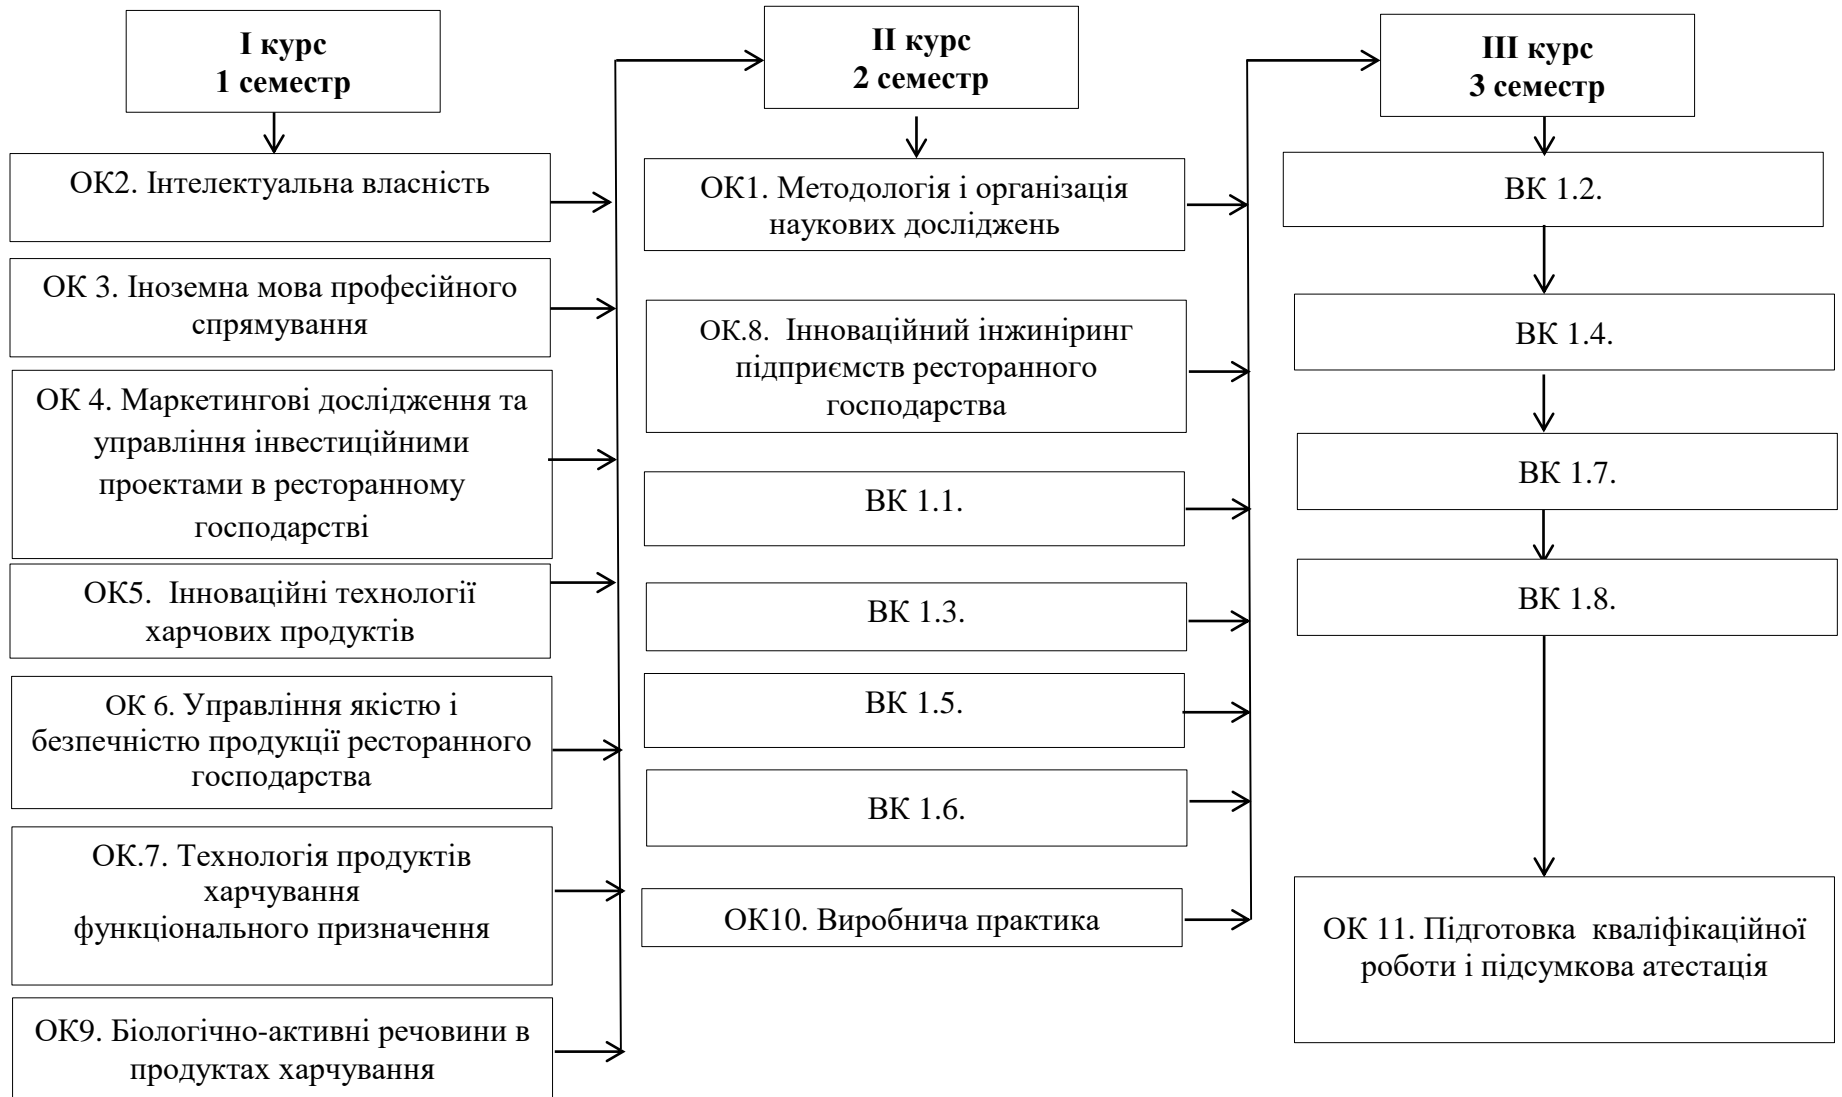 І курс
1 семестр
ОК2. Інтелектуальна власність
ОК 3. Іноземна мова професійного
спрямування
ОК 4. Маркетингові дослідження та
управління інвестиційними
проектами в ресторанному
господарстві
ОК5. Інноваційні технології
харчових продуктів
ОК 6. Управління якістю і
безпечністю продукції ресторанного
господарства
ОК.7. Технологія продуктів
харчування
функціонального призначення
ОК9. Біологічно-активні речовини в
продуктах харчування
ІІ курс
2 семестр
ОК1. Методологія і організація
наукових досліджень
ОК.8. Інноваційний інжиніринг
підприємств ресторанного
господарства
ВК 1.1.
ВК 1.3.
ВК 1.5.
ВК 1.6.
ОК10. Виробнича практика
ІІІ курс
3 семестр
ВК 1.2.
ВК 1.4.
ВК 1.7.
ВК 1.8.
ОК 11. Підготовка кваліфікаційної
роботи і підсумкова атестація